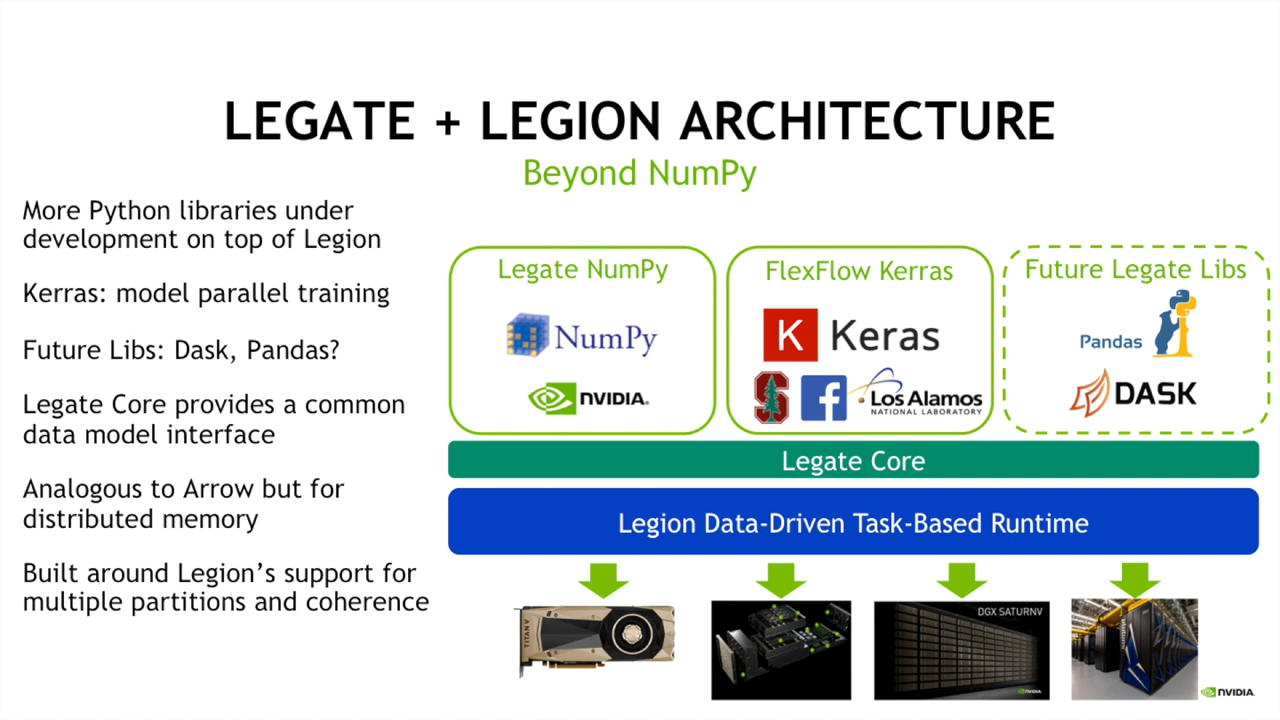 LEGATE + LEGION ARCHITECTURE
Beyond NumPy
More Python libraries under
development on top of Legion
Kerras: model parallel training
Future Libs: Dask, Pandas?
Legate Core provides a common
data model interface
Analogous to Arrow but for
distributed memory
Built around Legion's support for
multiple partitions and coherence
Legate NumPy
NumPy
NVIDIA.
FlexFlow Kerras
K Keras
S f Los Alamos
NATIONAL LABORATORY
Future Legate Libs
Pandas
DASK
Legate Core
Legion Data-Driven Task-Based Runtime
TITAN V
DGX SATURNV
NVIDIA
NVIDIA.